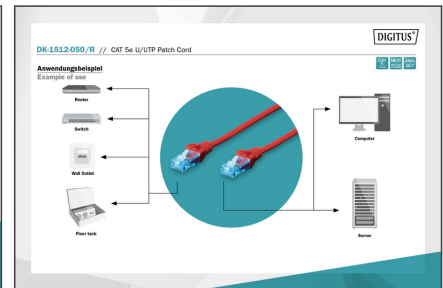 DIGITUS®
DK-1512-050/R // CAT 5e U/UTP Patch Cord
Anwendungsbeispiel
Example of use
Router
Switch
Wall Outlet
Floor tank
Computer
Server